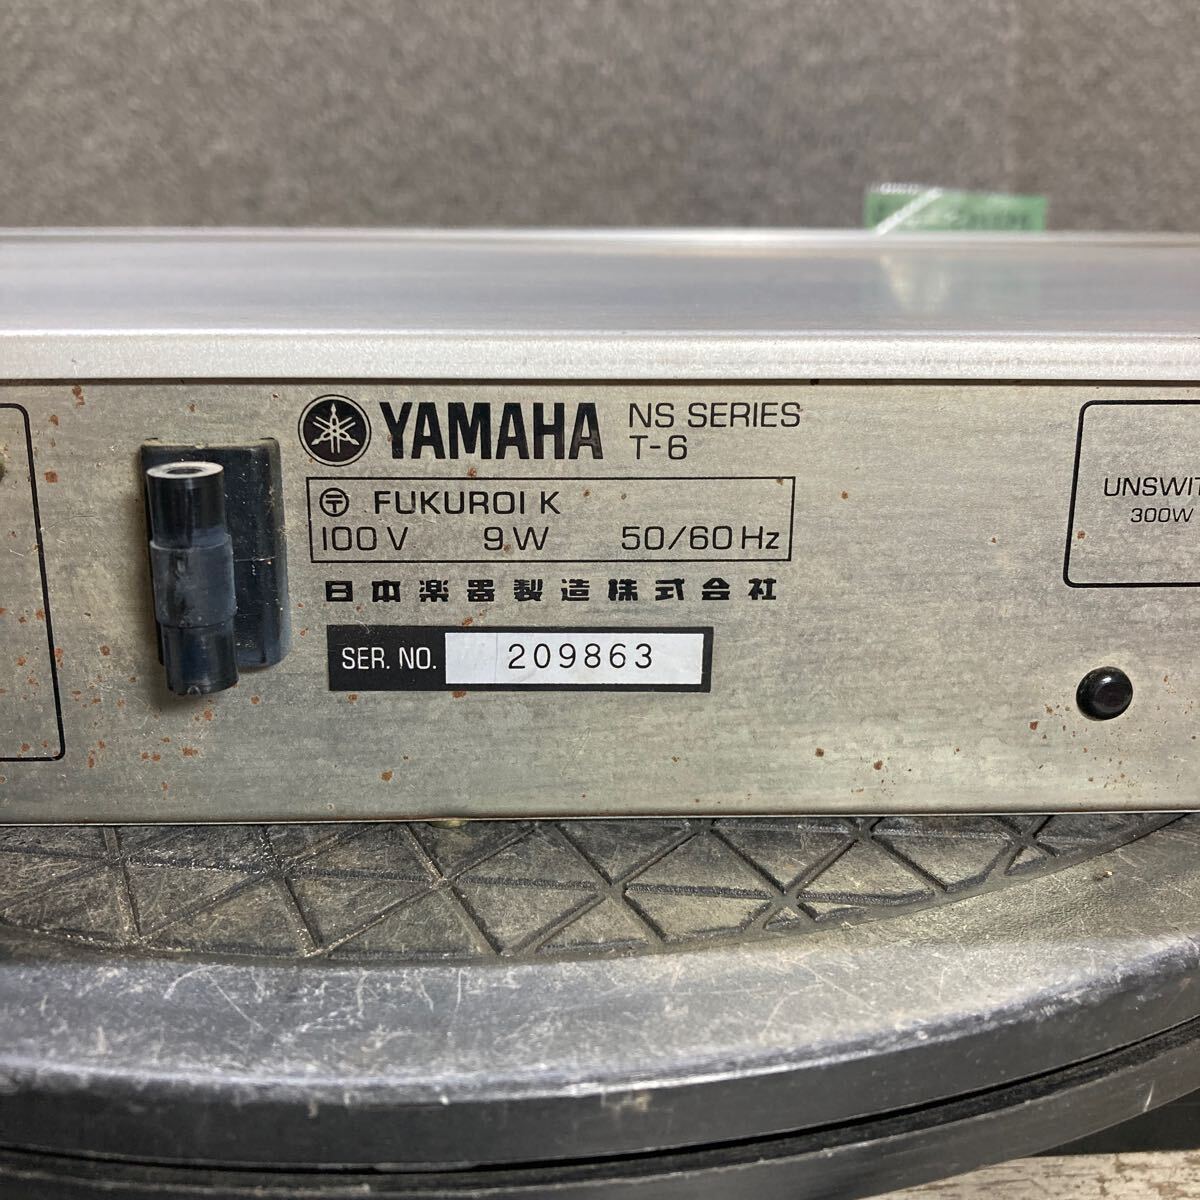 YAMAHA NS SERIES
T-6
〒 FUKUROI K
100V 9W 50/60Hz
日本楽器製造株式会社
SER. NO. 209863
UNSWIT
300W